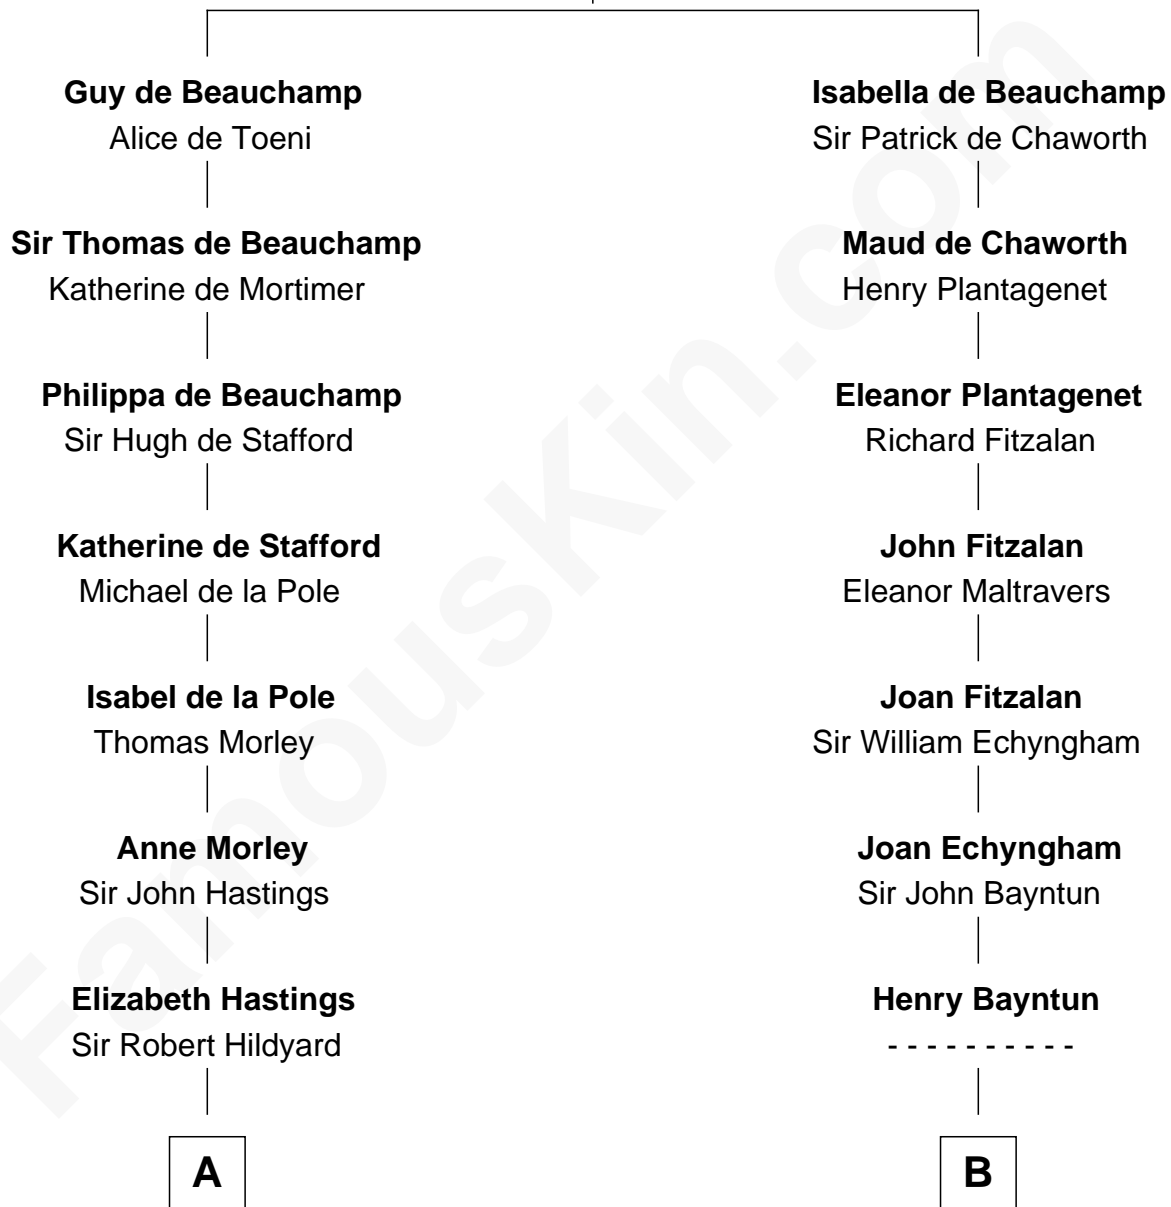 Guy de Beauchamp
Alice de Toeni
Sir Thomas de Beauchamp
Katherine de Mortimer
Philippa de Beauchamp
Sir Hugh de Stafford
Katherine de Stafford
Michael de la Pole
Isabel de la Pole
Thomas Morley
Anne Morley
Sir John Hastings
Elizabeth Hastings
Sir Robert Hildyard
A
Isabella de Beauchamp
Sir Patrick de Chaworth
Maud de Chaworth
Henry Plantagenet
Eleanor Plantagenet
Richard Fitzalan
John Fitzalan
Eleanor Maltravers
Joan Fitzalan
Sir William Echyngham
Joan Echyngham
Sir John Bayntun
Henry Bayntun
- - - - - - - - - -
B
FamousKin.com